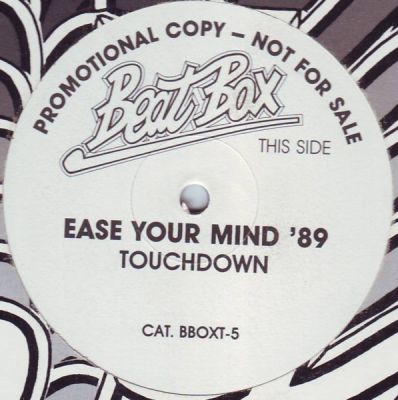 PROMOTIONAL COPY – NOT FOR SALE
Beat Box
THIS SIDE
EASE YOUR MIND '89
TOUCHDOWN
CAT. BBOXT-5